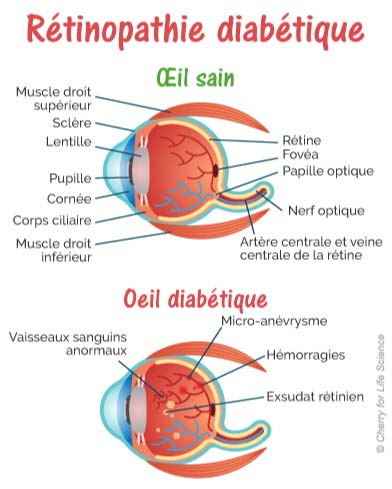 Rétinopathie diabétique
Œil sain
Muscle droit
supérieur
Sclère
Lentille
Pupille
Cornée
Corps ciliaire
Muscle droit
inférieur
Rétine
Fovéa
Papille optique
Nerf optique
Artère centrale et veine
centrale de la rétine
Oeil diabétique
Micro-anévrysme
Vaisseaux sanguins
anormaux
Hémorragies
Exsudat rétinien
© Cherry for Life Science